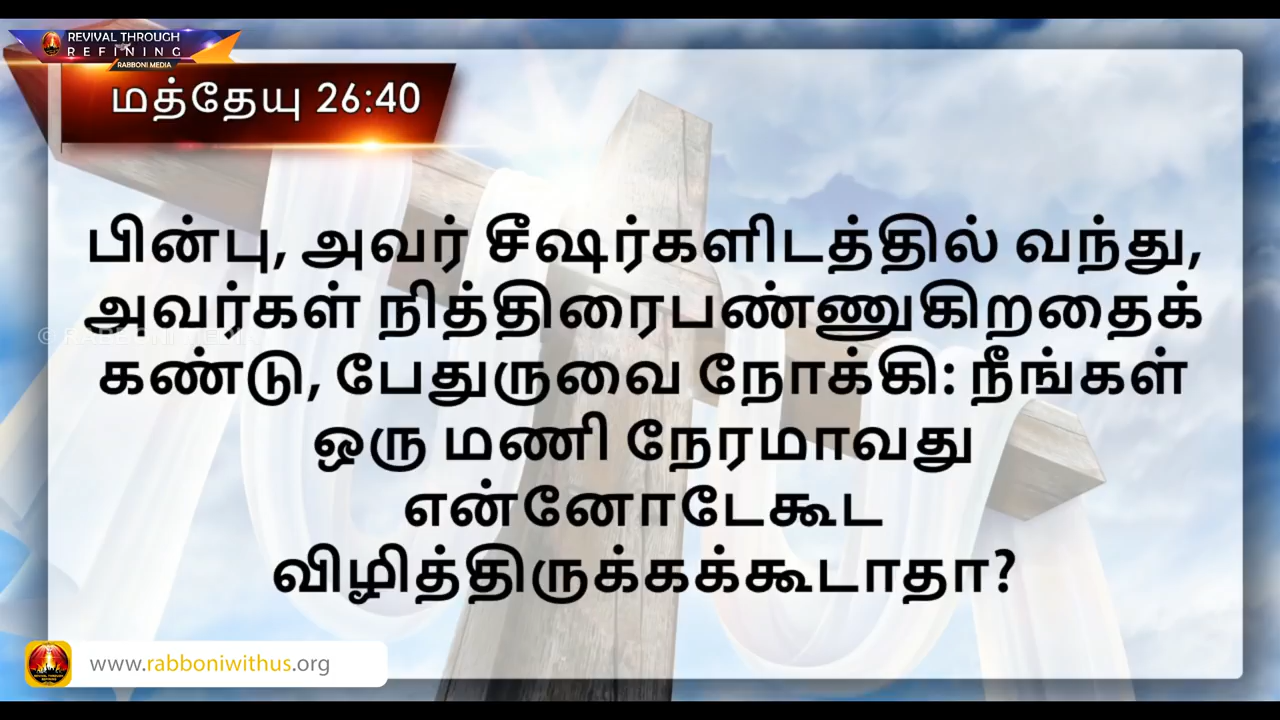 REVIVAL THROUGH
REFINING
RABBONI MEDIA
மத்தேயு 26:40
பின்பு, அவர் சீஷர்களிடத்தில் வந்து,
அவர்கள் நித்திரைபண்ணுகிறதைக்
கண்டு, பேதுருவை நோக்கி: நீங்கள்
ஒரு மணி நேரமாவது
என்னோடேகூட
விழித்திருக்கக்கூடாதா?
www.rabboniwithus.org